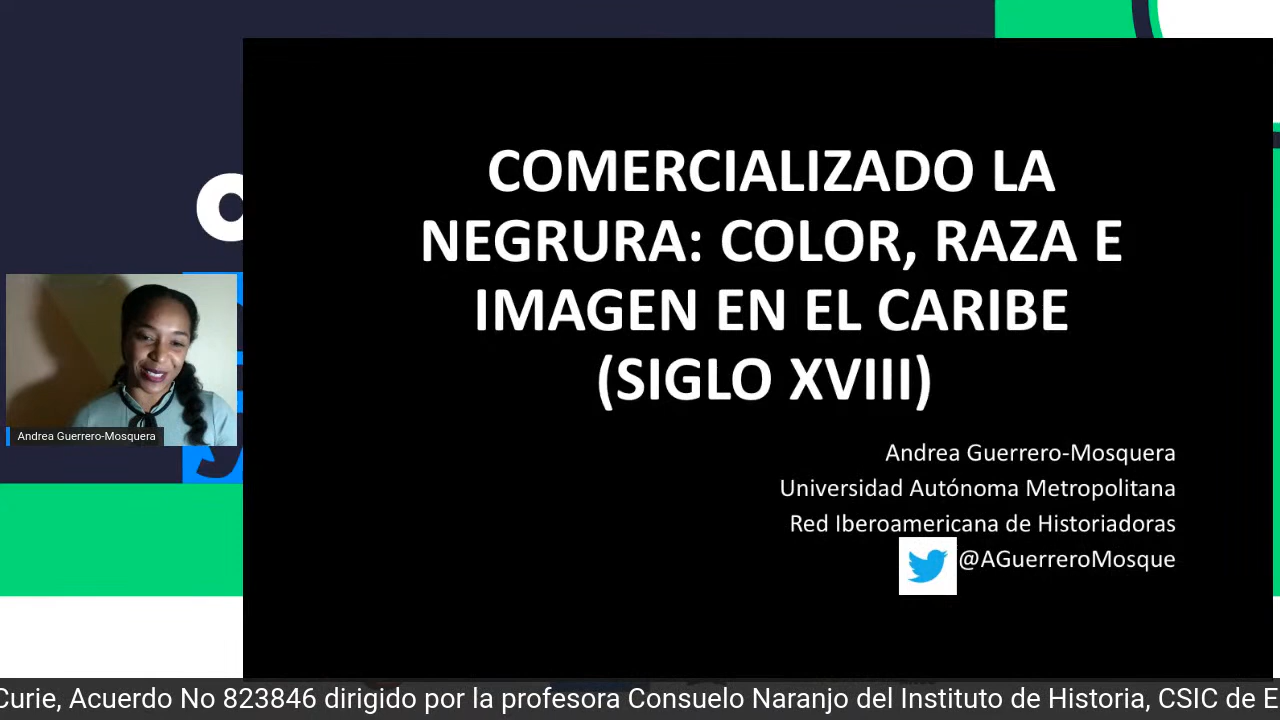 COMERCIALIZADO LA
NEGRURA: COLOR, RAZA E
IMAGEN EN EL CARIBE
(SIGLO XVIII)
Andrea Guerrero-Mosquera
Universidad Autónoma Metropolitana
Red Iberoamericana de Historiadoras
@AGuerreroMosque
Andrea Guerrero-Mosquera
Curie, Acuerdo No 823846 dirigido por la profesora Consuelo Naranjo del Instituto de Historia, CSIC de E